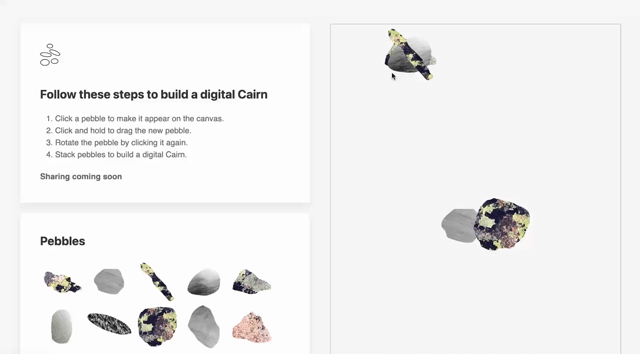 Follow these steps to build a digital Cairn
1. Click a pebble to make it appear on the canvas.
2. Click and hold to drag the new pebble.
3. Rotate the pebble by clicking it again.
4. Stack pebbles to build a digital Cairn.
Sharing coming soon
Pebbles